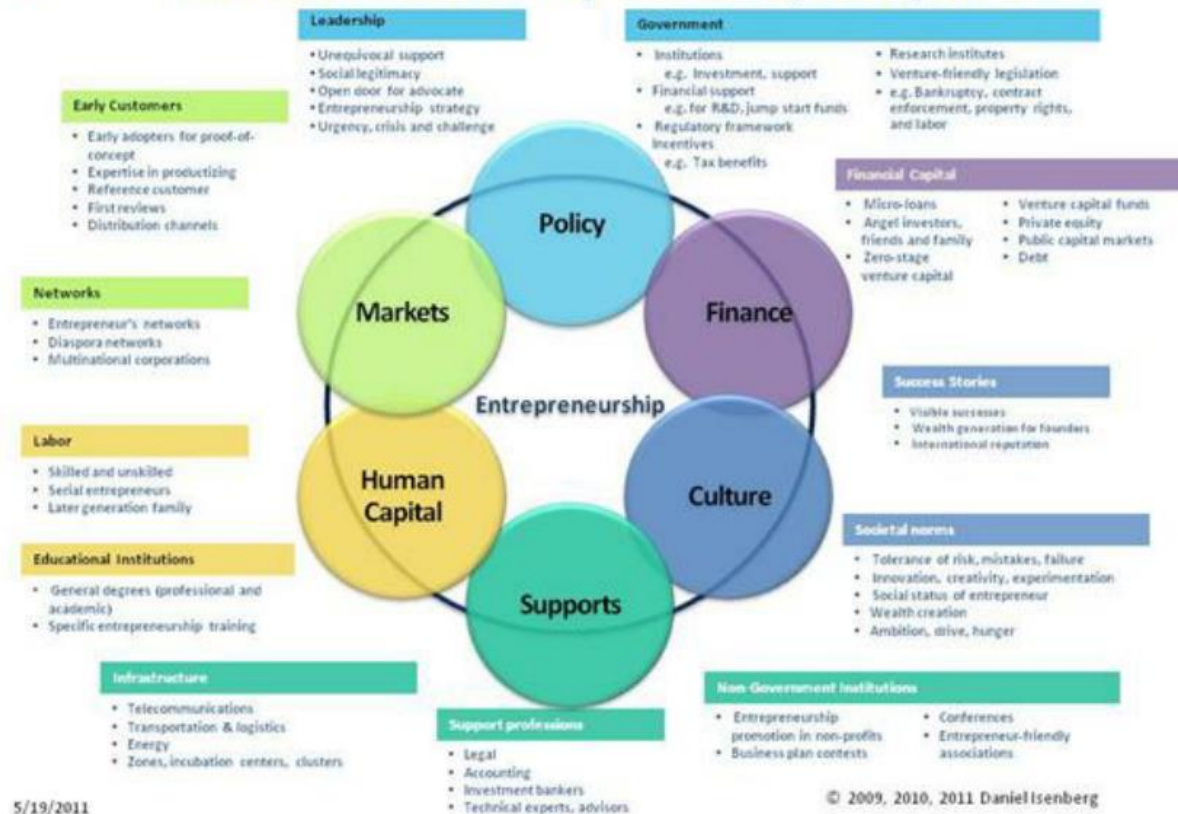 Leadership
• Unequivocal support
• Social legitimacy
• Open door for advocate
• Entrepreneurship strategy
• Urgency, crisis and challenge
Government
• Institutions
e.g. Investment, support
• Financial support
e.g. for R&D, jump start funds
• Regulatory framework
Incentives
e.g. Tax benefits
• Research institutes
• Venture-friendly legislation
• e.g. Bankruptcy, contract
enforcement, property rights,
and labor
Early Customers
• Early adopters for proof-of-
concept
• Expertise in productizing
• Reference customer
• First reviews
• Distribution channels
Financial Capital
• Micro-loans
• Angel investors,
friends and family
• Zero-stage
venture capital
• Venture capital funds
• Private equity
• Public capital markets
• Debt
Networks
• Entrepreneur's networks
• Diaspora networks
• Multinational corporations
Policy
Markets
Finance
Entrepreneurship
Human
Capital
Culture
Supports
Success Stories
• Visible successes
• Wealth generation for founders
• International reputation
Labor
• Skilled and unskilled
• Serial entrepreneurs
• Later generation family
Societal norms
• Tolerance of risk, mistakes, failure
• Innovation, creativity, experimentation
• Social status of entrepreneur
• Wealth creation
• Ambition, drive, hunger
Educational Institutions
• General degrees (professional and
academic)
• Specific entrepreneurship training
Infrastructure
• Telecommunications
• Transportation & logistics
• Energy
• Zones, incubation centers, clusters
Support professions
• Legal
• Accounting
• Investment bankers
• Technical experts, advisors
Non-Government Institutions
• Entrepreneurship
promotion in non-profits
• Business plan contests
• Conferences
• Entrepreneur-friendly
associations
5/19/2011
© 2009, 2010, 2011 Daniel Isenberg